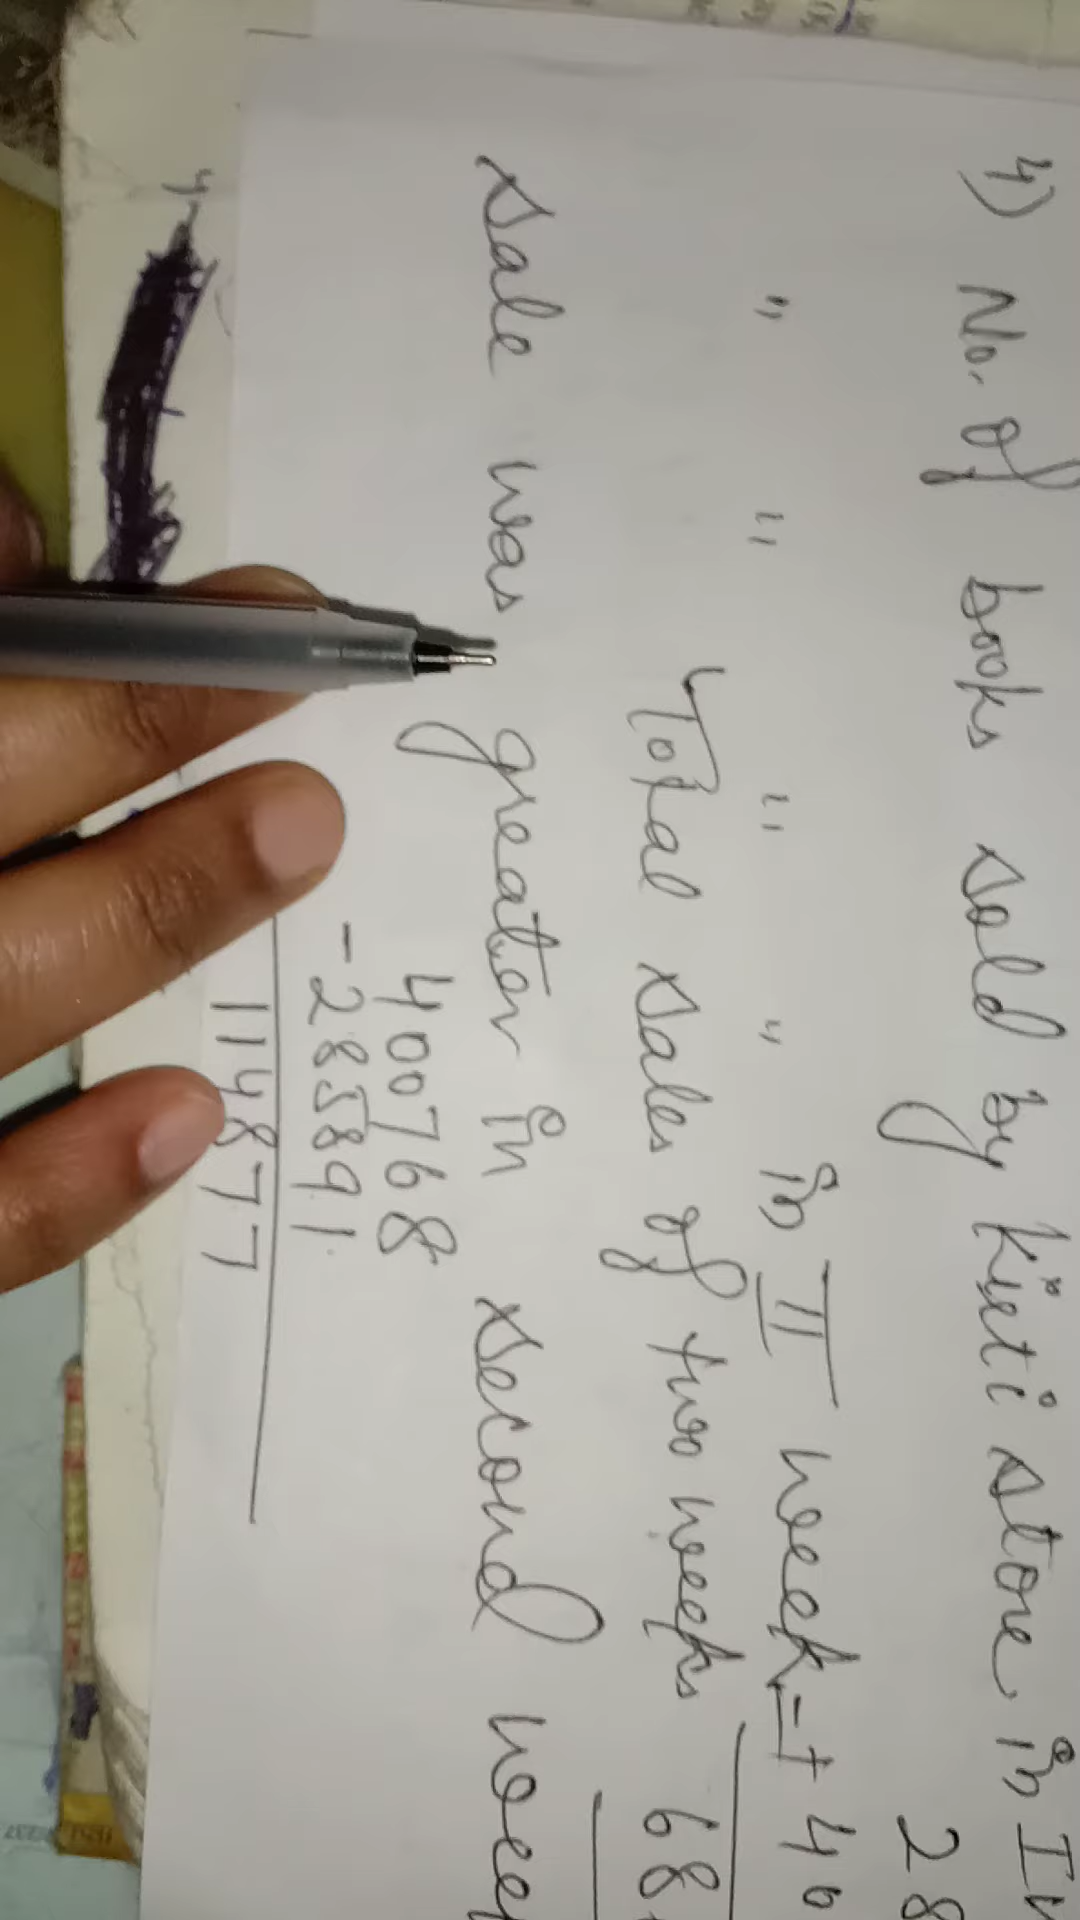 4) No. of books sold by Kirti store in I
28
" " " " in II week = + 40
Total sales of two weeks 68
Sale was greater in second week
400768
- 285891
114877